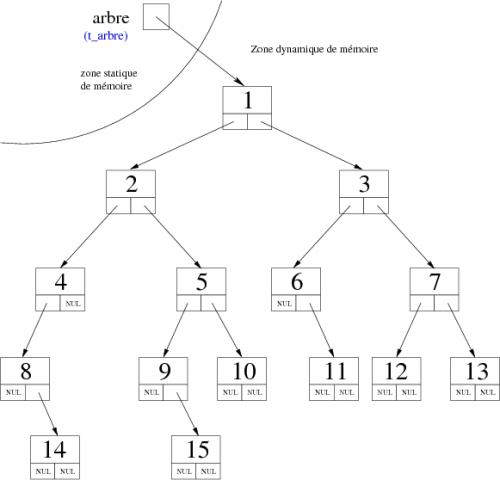 arbre
(t_arbre)
Zone dynamique de mémoire
zone statique
de mémoire
1
2
3
4
NUL
5
6
NUL
7
8
NUL
9
NUL
10
NUL NUL
11
NUL NUL
12
NUL NUL
13
NUL NUL
14
NUL NUL
15
NUL NUL